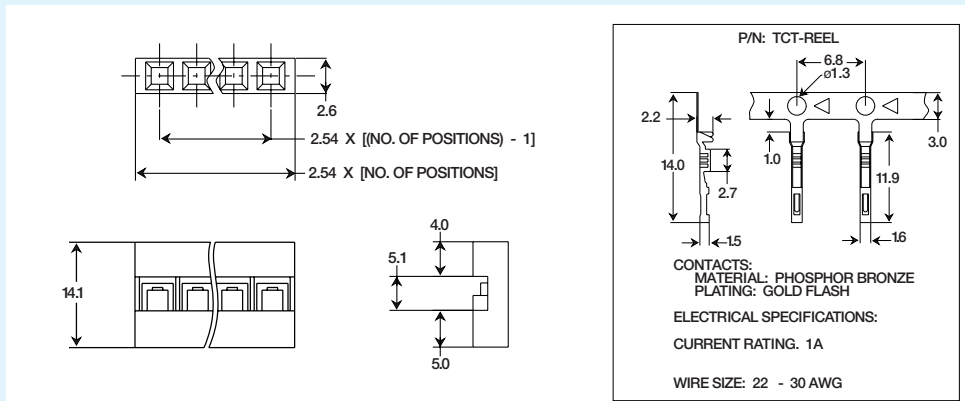 2.6
2.54 X [(NO. OF POSITIONS) - 1]
2.54 X [NO. OF POSITIONS]
14.1
4.0
5.1
5.0
P/N: TCT-REEL
6.8
ø1.3
2.2
3.0
14.0
1.0
2.7
11.9
1.5
1.6
CONTACTS:
MATERIAL: PHOSPHOR BRONZE
PLATING: GOLD FLASH
ELECTRICAL SPECIFICATIONS:
CURRENT RATING. 1A
WIRE SIZE: 22 - 30 AWG